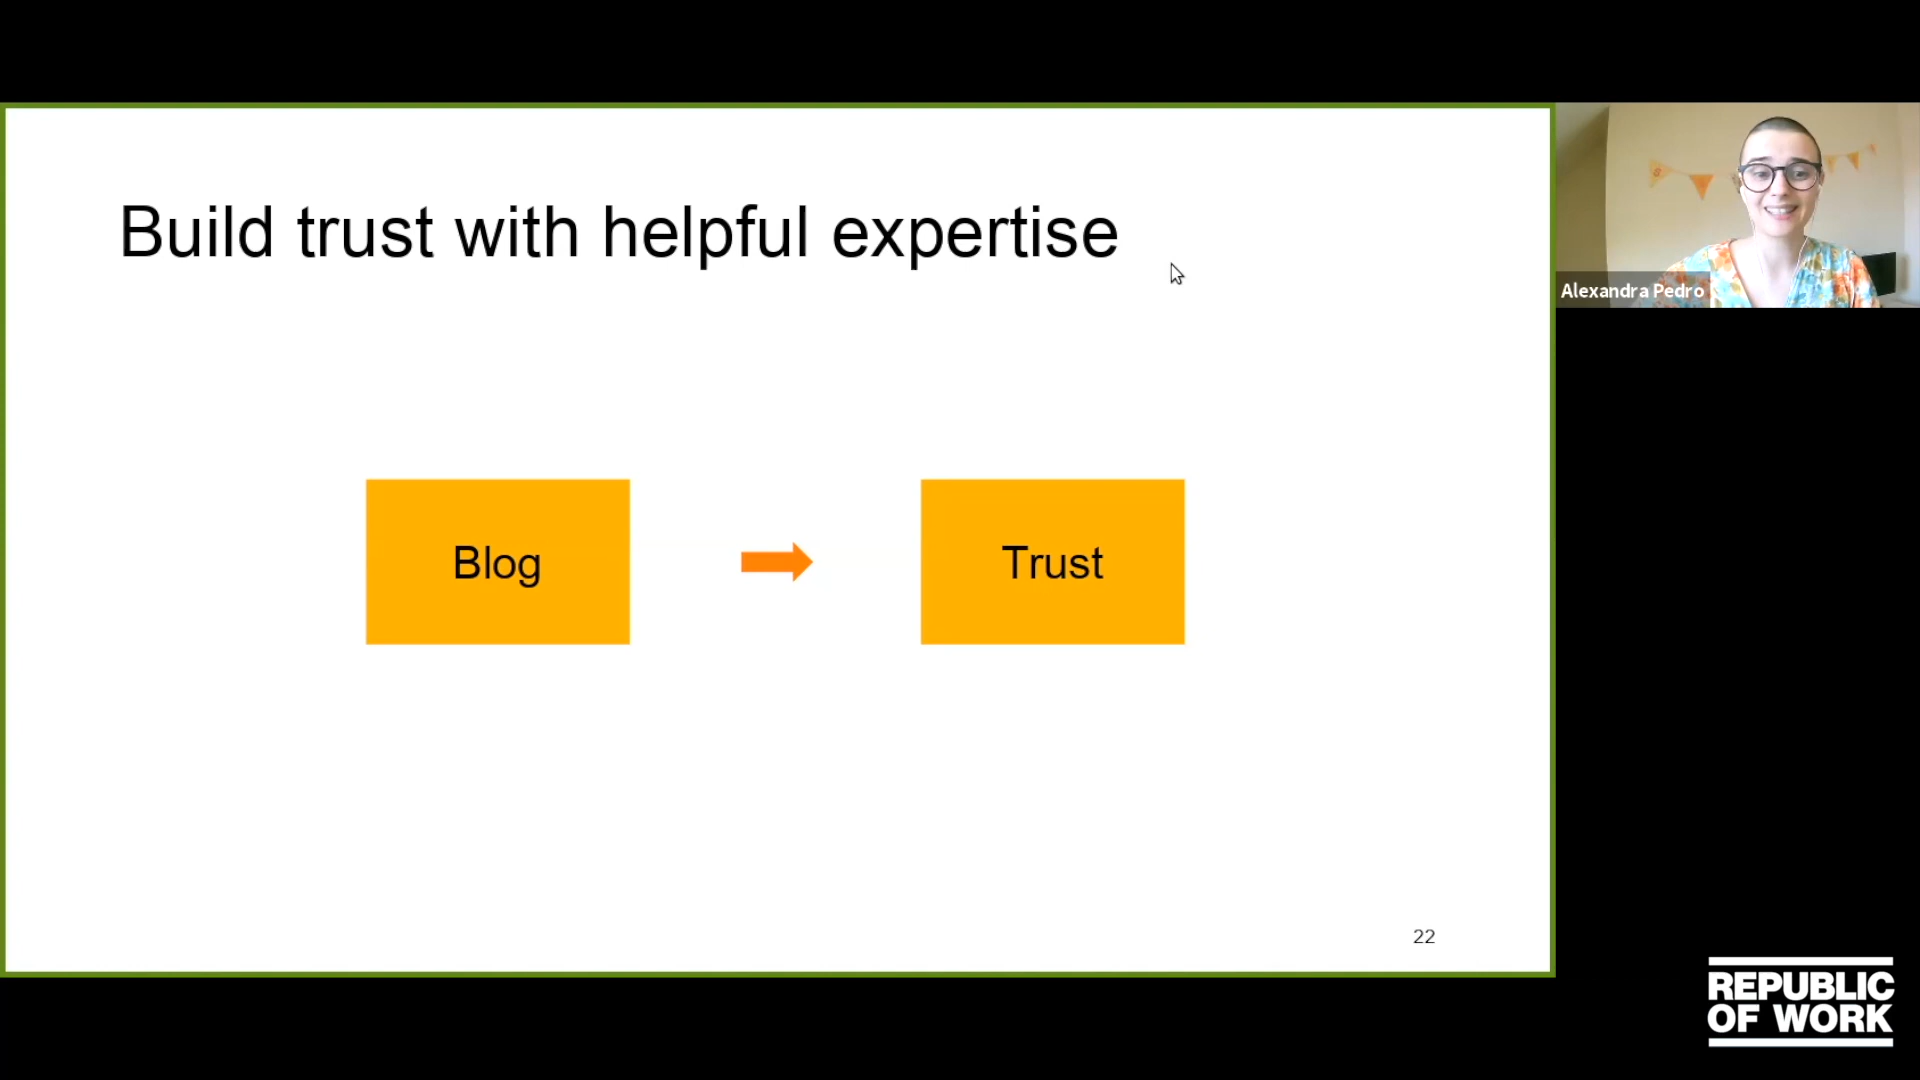 Build trust with helpful expertise
Alexandra Pedro
Blog
Trust
22
REPUBLIC
OF WORK